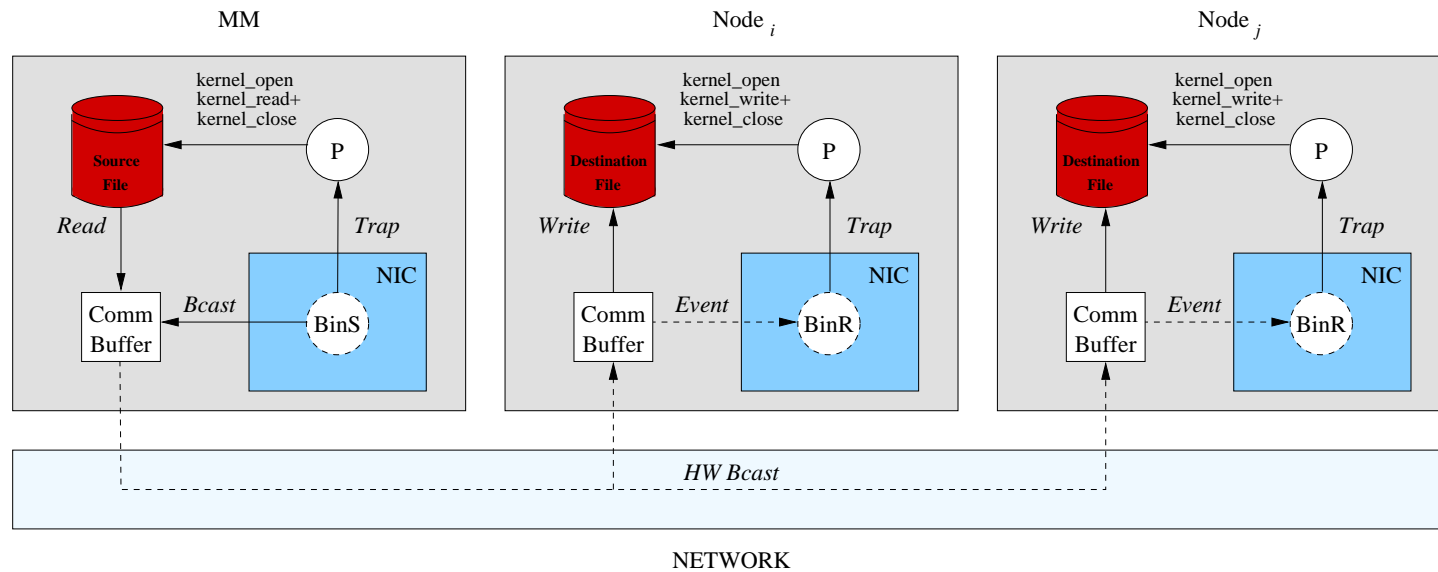 MM
Node i
Node j
kernel_open
kernel_read+
kernel_close
Source
File
P
Read
Trap
NIC
Comm
Buffer
Bcast
BinS
kernel_open
kernel_write+
kernel_close
Destination
File
P
Write
Trap
NIC
Comm
Buffer
Event
BinR
kernel_open
kernel_write+
kernel_close
Destination
File
P
Write
Trap
NIC
Comm
Buffer
Event
BinR
HW Bcast
NETWORK